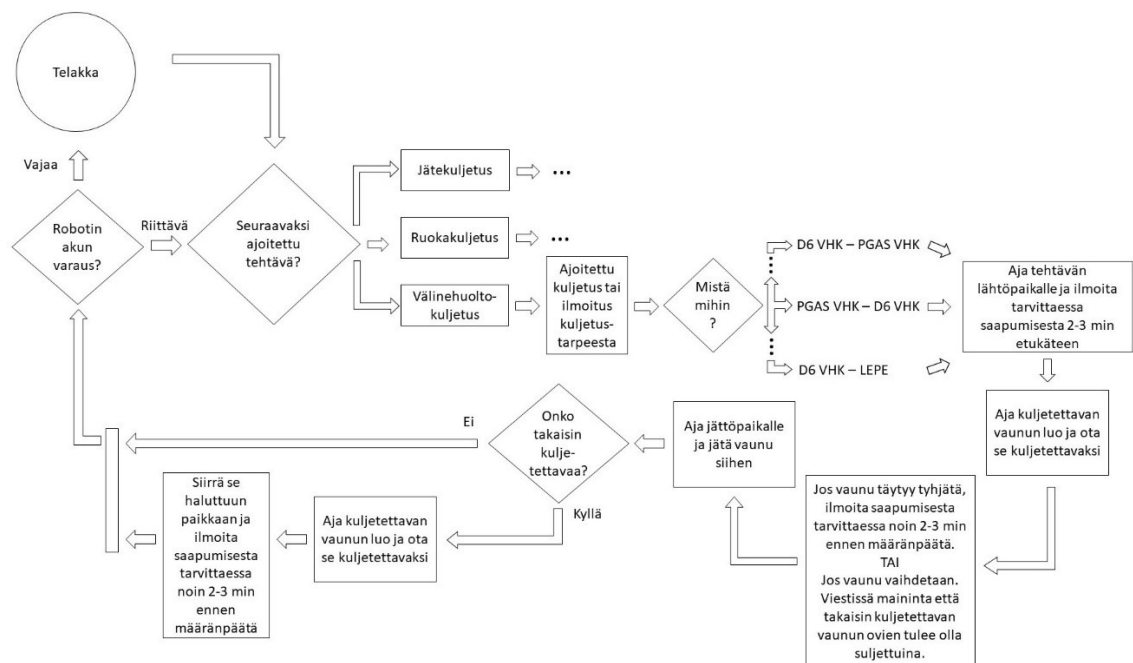 Telakka
Vajaa
Robotin
akun
varaus?
Riittävä
Seuraavaksi
ajoitettu
tehtävä?
Jätekuljetus
...
Ruokakuljetus
...
Välinehuolto-
kuljetus
Ajoitettu
kuljetus tai
ilmoitus
kuljetus-
tarpeesta
Mistä
mihin
?
D6 VHK – PGAS VHK
PGAS VHK – D6 VHK
D6 VHK – LEPE
Aja tehtävän
lähtöpaikalle ja ilmoita
tarvittaessa
saapumisesta 2-3 min
etukäteen
Aja kuljetettavan
vaunun luo ja ota
se kuljetettavaksi
Jos vaunu täytyy tyhjätä,
ilmoita saapumisesta
tarvittaessa noin 2-3 min
ennen määränpäätä.
TAI
Jos vaunu vaihdetaan.
Viestissä maininta että
takaisin kuljetettavan
vaunun ovien tulee olla
suljettuina.
Aja jättöpaikalle
ja jätä vaunu
siihen
Onko
takaisin
kulje-
tettavaa?
Ei
Kyllä
Aja kuljetettavan
vaunun luo ja ota
se kuljetettavaksi
Siirrä se
haluttuun
paikkaan ja
ilmoita
saapumisesta
tarvittaessa
noin 2-3 min
ennen
määränpäätä